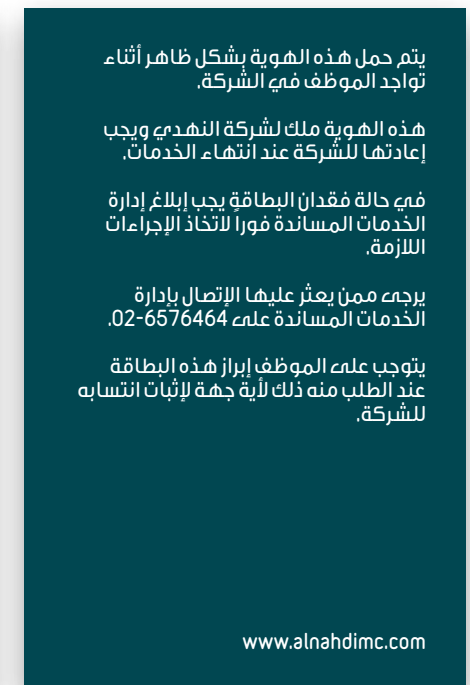 يتم حمل هذه الهوية بشكل ظاهر أثناء
تواجد الموظف في الشركة.
هذه الهوية ملك لشركة النهدي ويجب
إعادتها للشركة عند انتهاء الخدمات.
في حالة فقدان البطاقة يجب إبلاغ إدارة
الخدمات المساندة فوراً لاتخاذ الإجراءات
اللازمة.
يرجى ممن يعثر عليها الإتصال بإدارة
الخدمات المساندة على 6576464-02.
يتوجب على الموظف إبراز هذه البطاقة
عند الطلب منه ذلك لأية جهة لإثبات انتسابه
للشركة.
www.alnahdimc.com